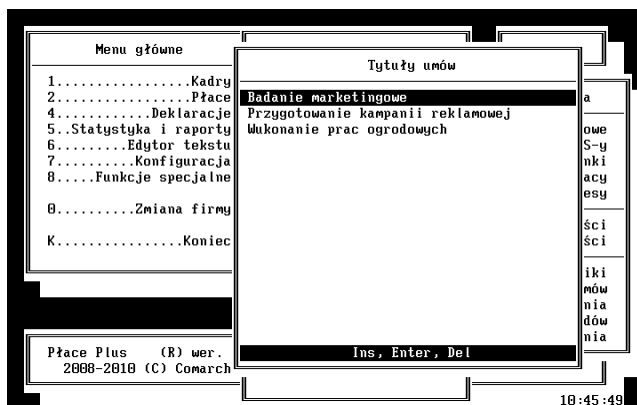 Menu główne
1.................Kadry
2.................Płace
4............Deklaracje
5..Statystyka i raporty
6.........Edytor tekstu
7..........Konfiguracja
8.....Funkcje specjalne
0..........Zmiana firmy
K................Koniec
Tytuły umów
Badanie marketingowe
Przygotowanie kampanii reklamowej
Wukonanie prac ogrodowych
Ins, Enter, Del
a
owe
S-y
nki
acy
esy
ści
ści
iki
mów
nia
dów
nia
Płace Plus (R) wer.
2008-2010 (C) Comarch
10:45:49